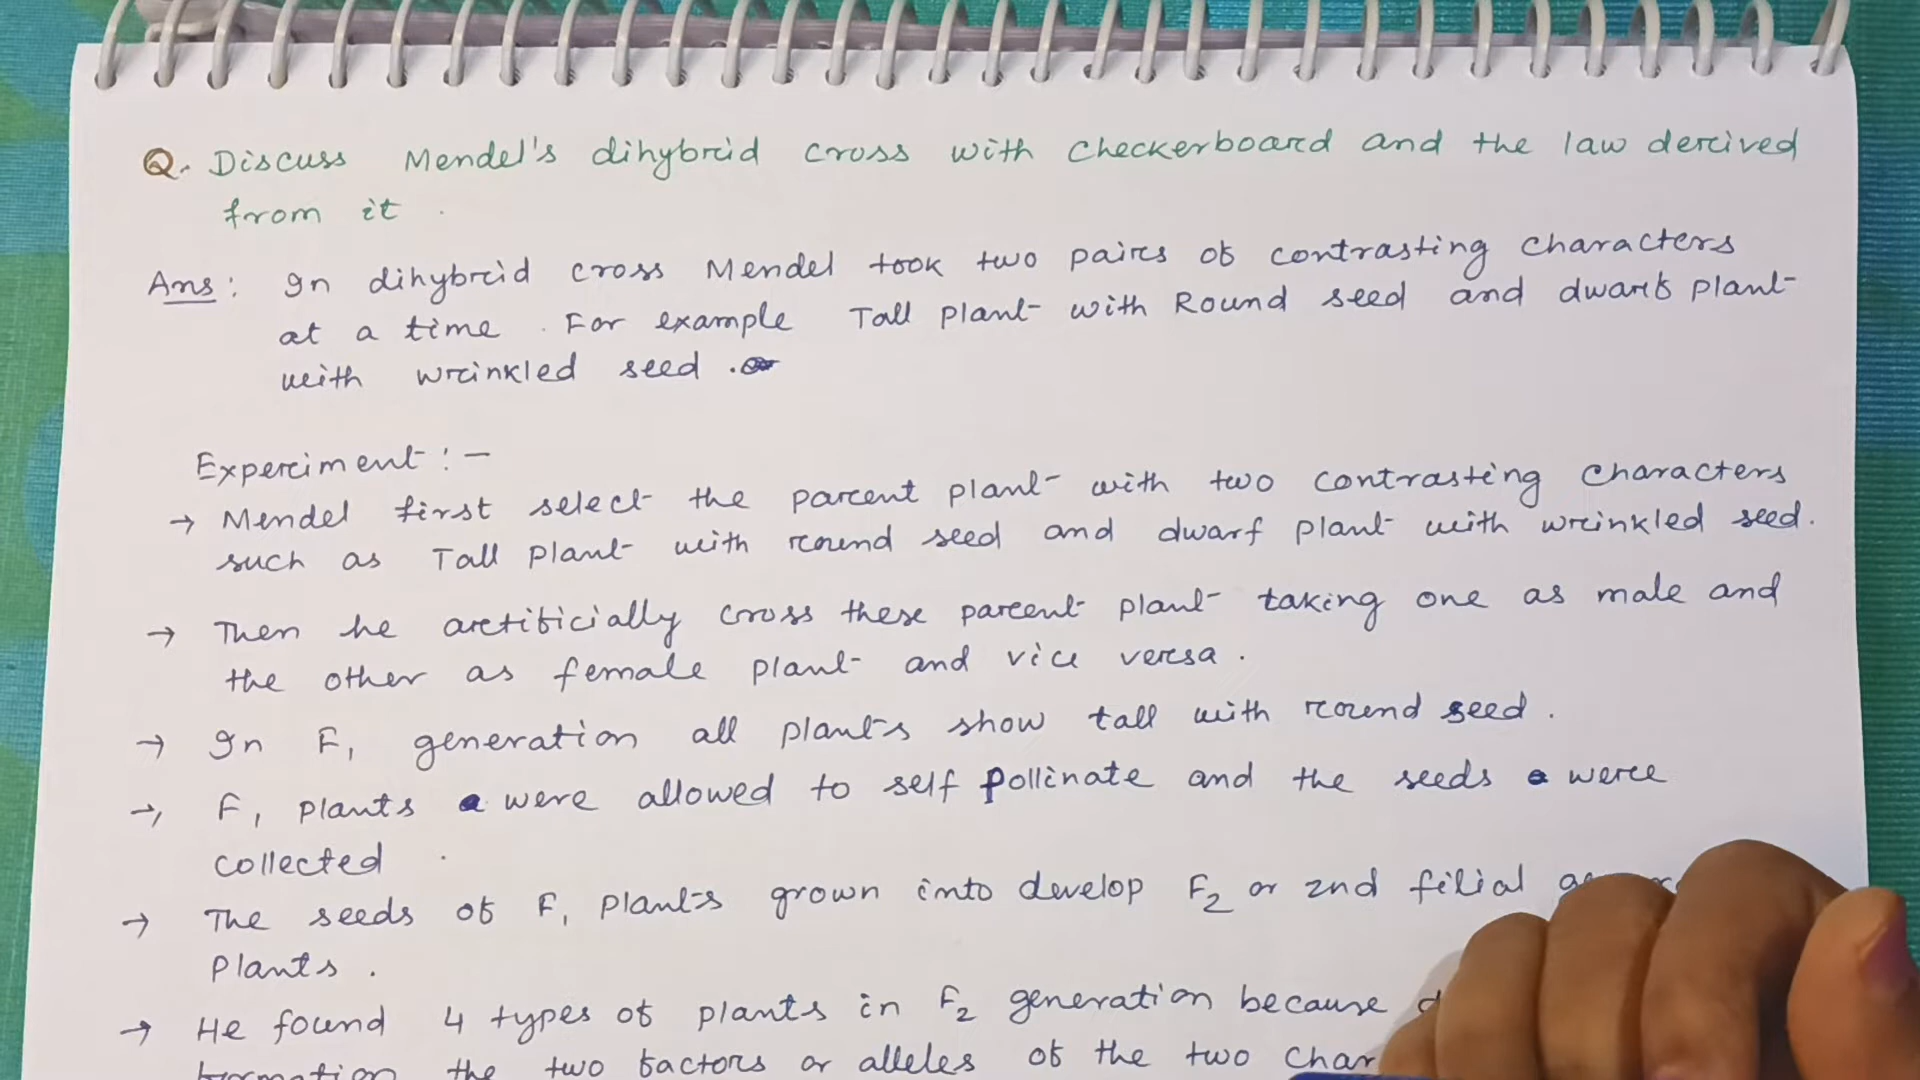 Q. Discuss Mendel's dihybrid cross with checkerboard and the law derived
from it.
Ans: In dihybrid cross Mendel took two pairs of contrasting characters
at a time. For example Tall plant with Round seed and dwarf plant
with wrinkled seed.
Experiment :-
→ Mendel first select the parent plant with two contrasting characters
such as Tall plant with round seed and dwarf plant with wrinkled seed.
→ Then he artificially cross these parent plant taking one as male and
the other as female plant and vice versa.
→ In F1 generation all plants show tall with round seed.
→ F1 plants were allowed to self pollinate and the seeds were
collected.
→ The seeds of F1 plants grown into develop F2 or 2nd filial
plants.
→ He found 4 types of plants in F2 generation because
the two factors or alleles of the two